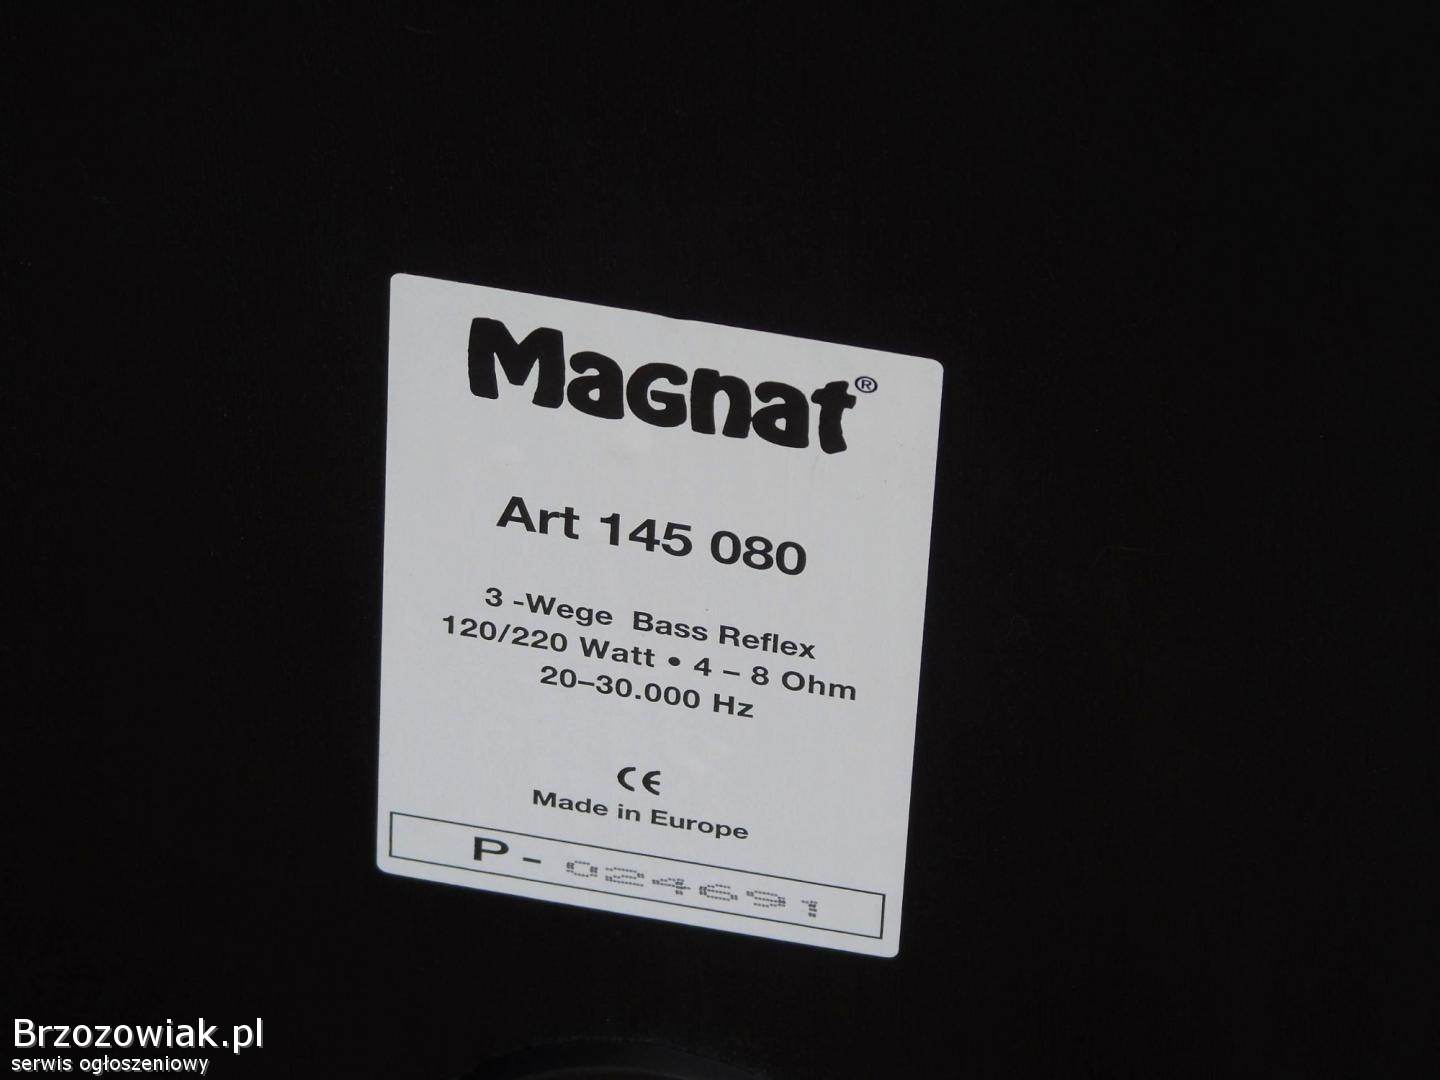 Magnat®
Art 145 080
3 -Wege Bass Reflex
120/220 Watt • 4 – 8 Ohm
20–30.000 Hz
CE
Made in Europe
P- 024691
Brzozowiak.pl
serwis ogłoszeniowy